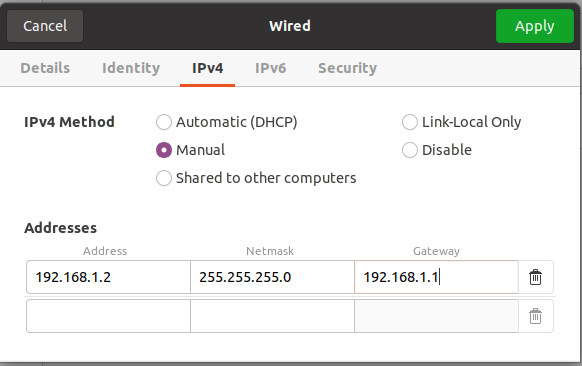 Cancel Wired Apply
Details Identity IPv4 IPv6 Security
IPv4 Method Automatic (DHCP) Link-Local Only
Manual Disable
Shared to other computers
Addresses
Address Netmask Gateway
192.168.1.2 255.255.255.0 192.168.1.1